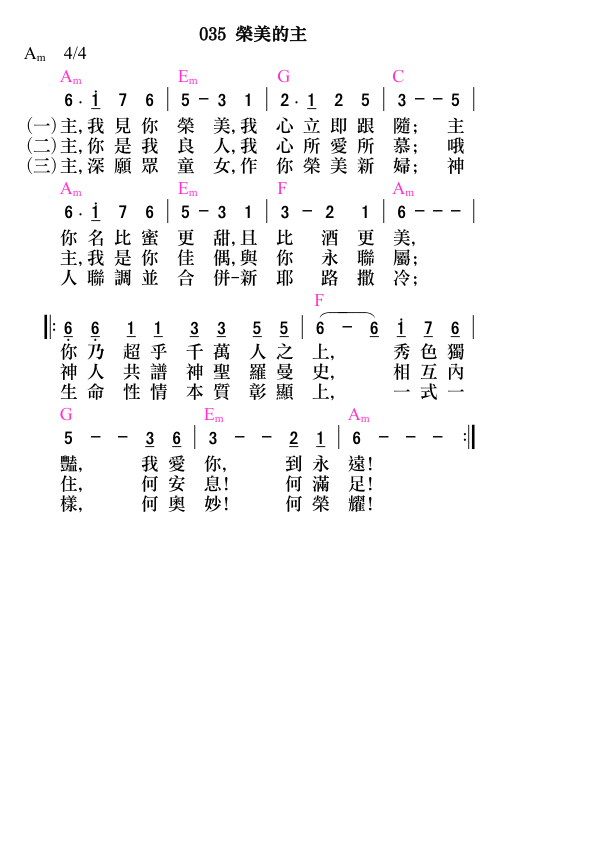 035 榮美的主
Am 4/4
Am Em G C
6 · 1 7 6 | 5 – 3 1 | 2 · 1 2 5 | 3 – – 5 |
(一)主,我見你榮美,我心立即跟隨;主
(二)主,你是我良人,我心所愛所慕;哦
(三)主,深願眾童女,作你榮美新婦;神
Am Em F Am
6 · 1 7 6 | 5 – 3 1 | 3 – 2 1 | 6 – – – |
你名比蜜更甜,且比酒更美,
主,我是你佳偶,與你永聯屬;
人聯調並合併–新耶路撒冷;
F
‖: 6 6 1 1 3 3 5 5 | 6 – 6 1 7 6 |
你乃超乎千萬人之上,秀色獨
神人共譜神聖羅曼史,相互內
生命性情本質彰顯上,一式一
G Em Am
5 – – 3 6 | 3 – – 2 1 | 6 – – – :‖
豔,我愛你,到永遠!
住,何安息!何滿足!
樣,何奧妙!何榮耀!